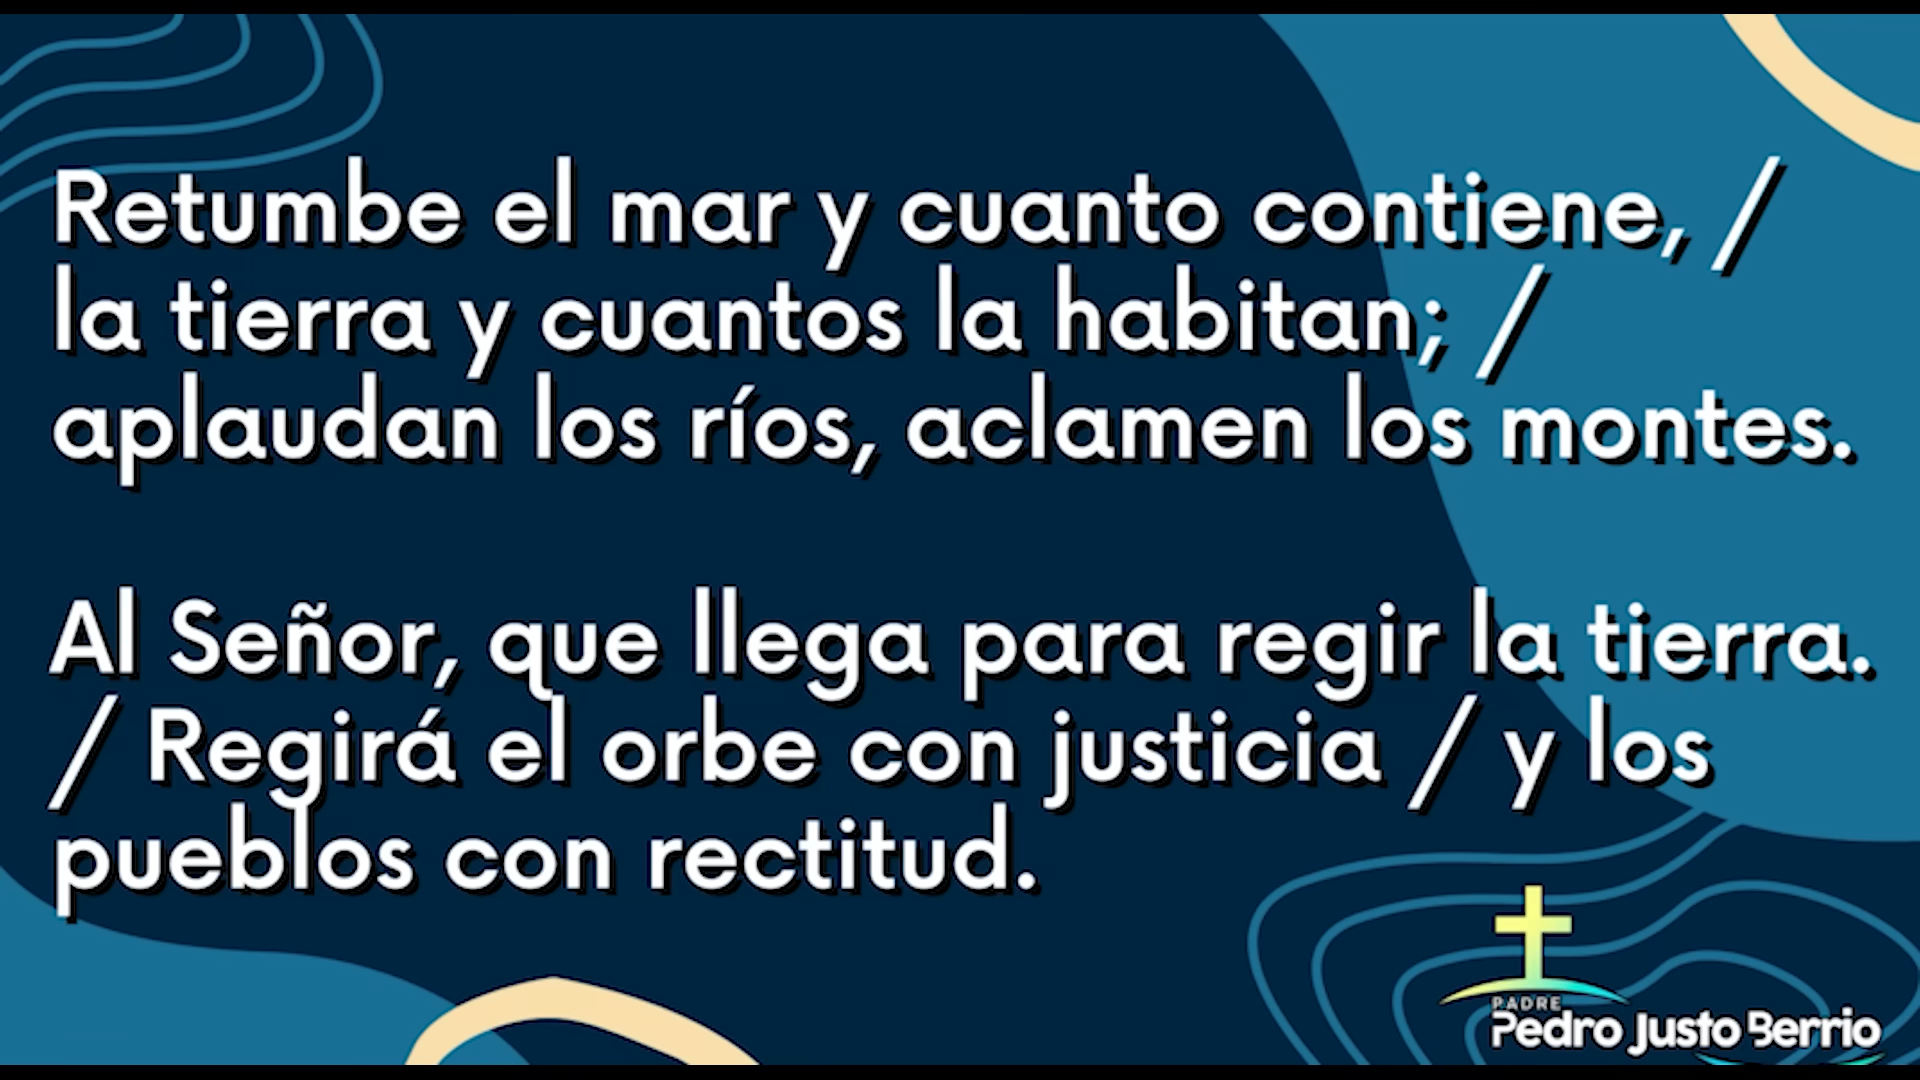 Retumbe el mar y cuanto contiene, /
la tierra y cuantos la habitan; /
aplaudan los ríos, aclamen los montes.
Al Señor, que llega para regir la tierra.
/ Regirá el orbe con justicia / y los
pueblos con rectitud.
PADRE
Pedro Justo Berrio